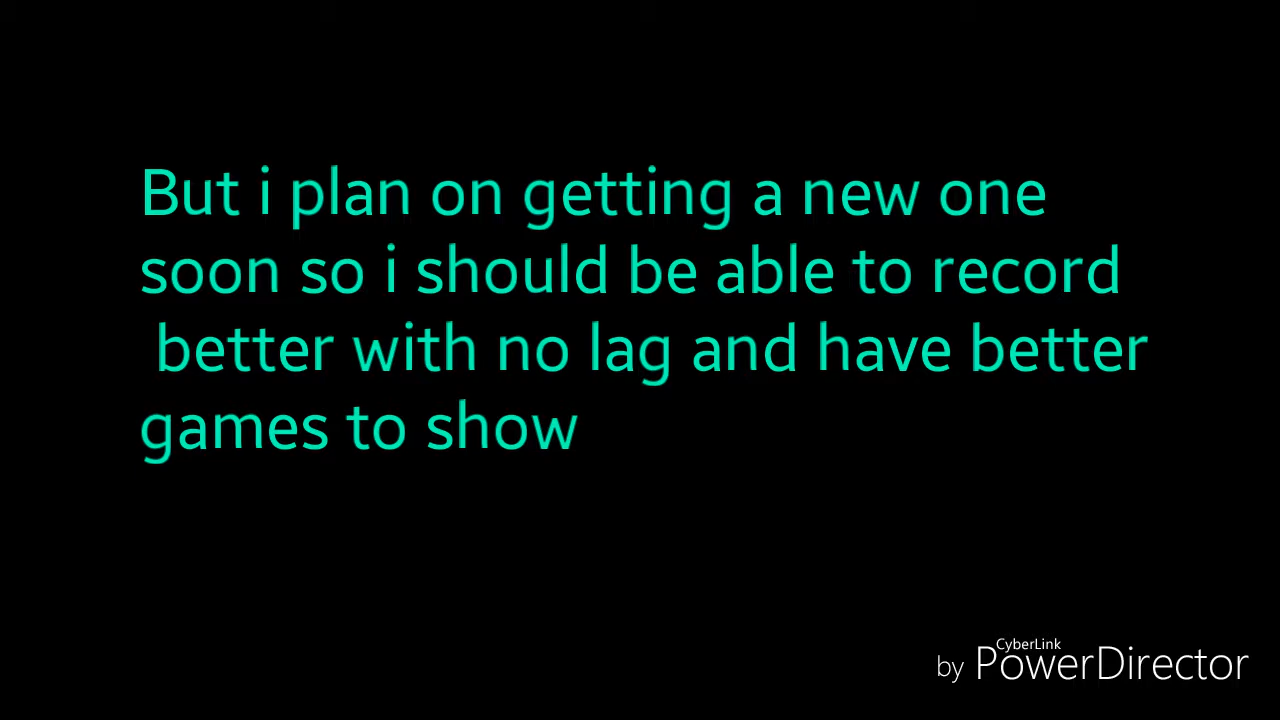 But i plan on getting a new one
soon so i should be able to record
better with no lag and have better
games to show
CyberLink
by PowerDirector